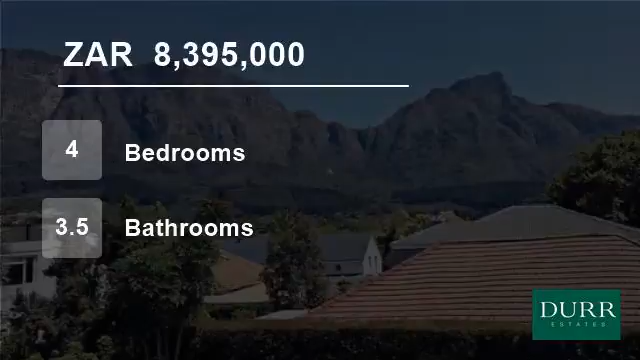 ZAR 8,395,000
4 Bedrooms
3.5 Bathrooms
DURR
ESTATES